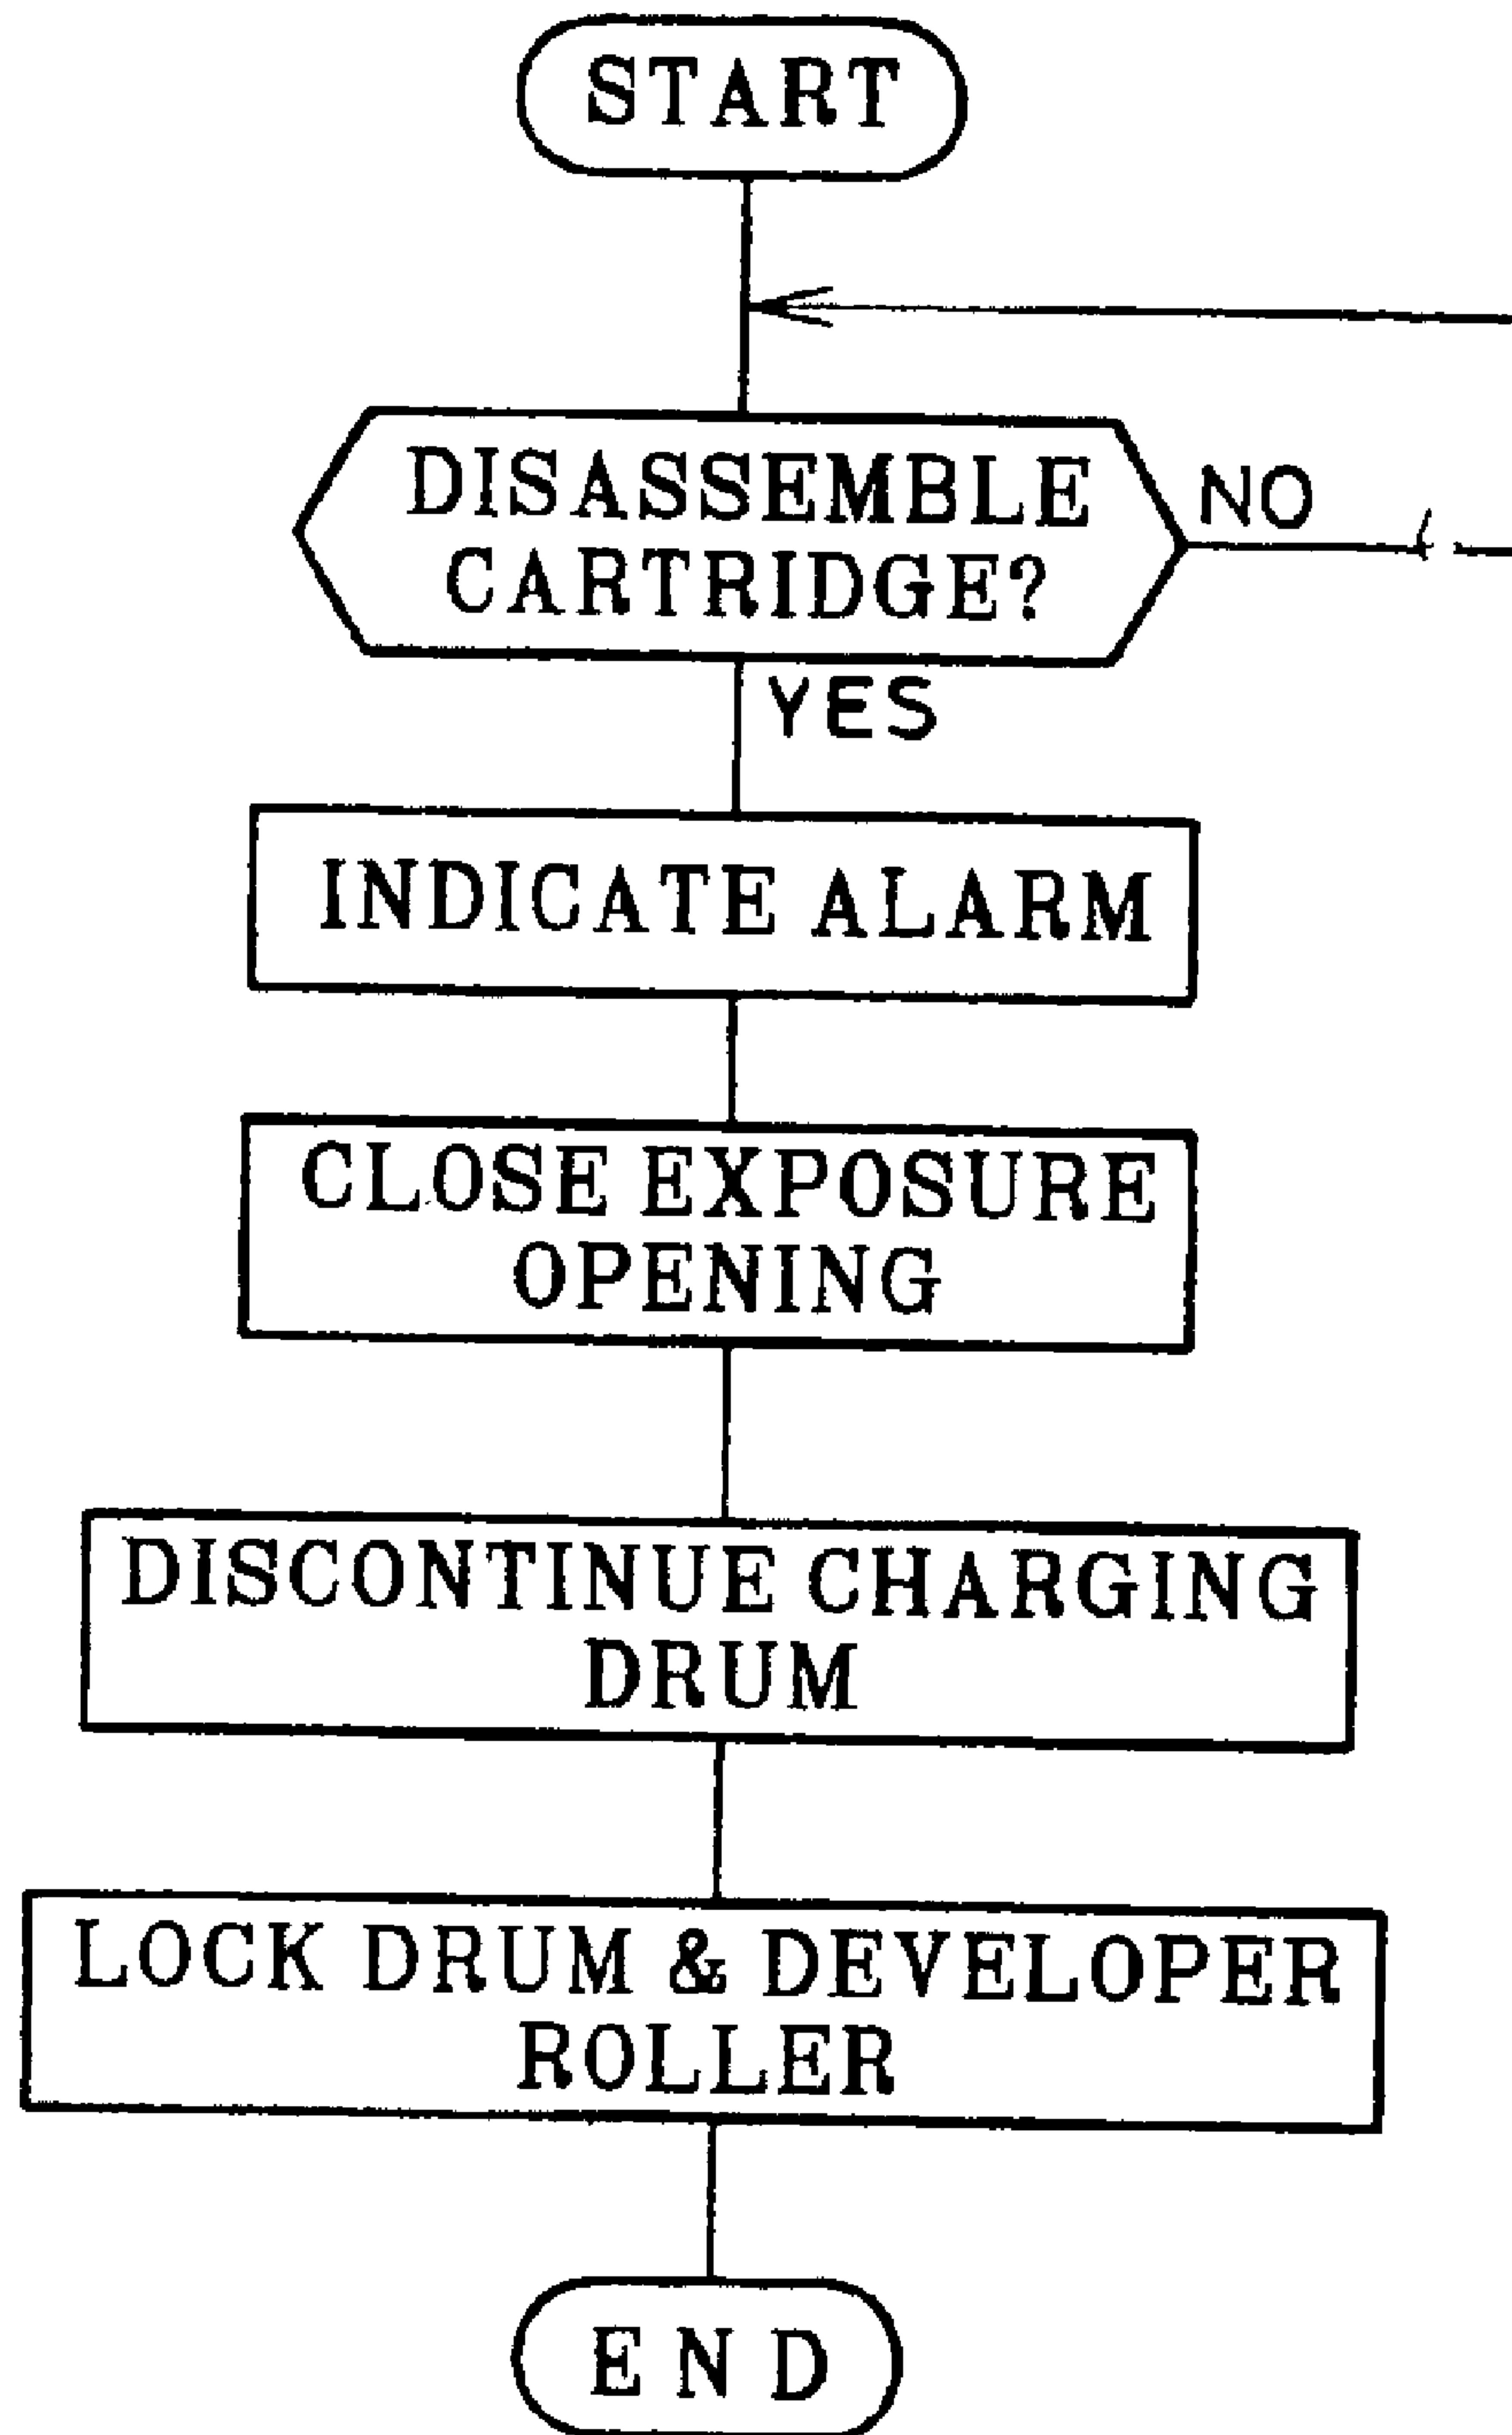 START
DISASSEMBLE
CARTRIDGE?
NO
YES
INDICATE ALARM
CLOSE EXPOSURE
OPENING
DISCONTINUE CHARGING
DRUM
LOCK DRUM & DEVELOPER
ROLLER
END